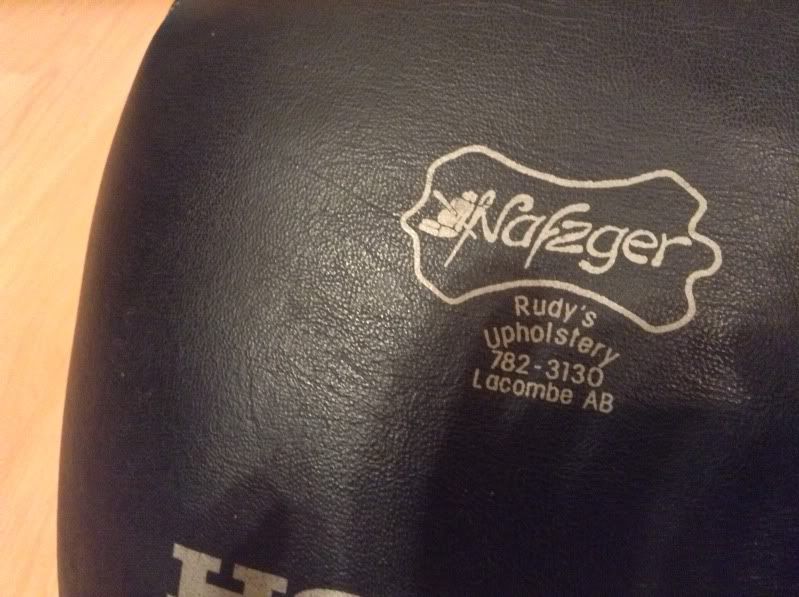 Nafzger
Rudy's
Upholstery
782-3130
Lacombe AB